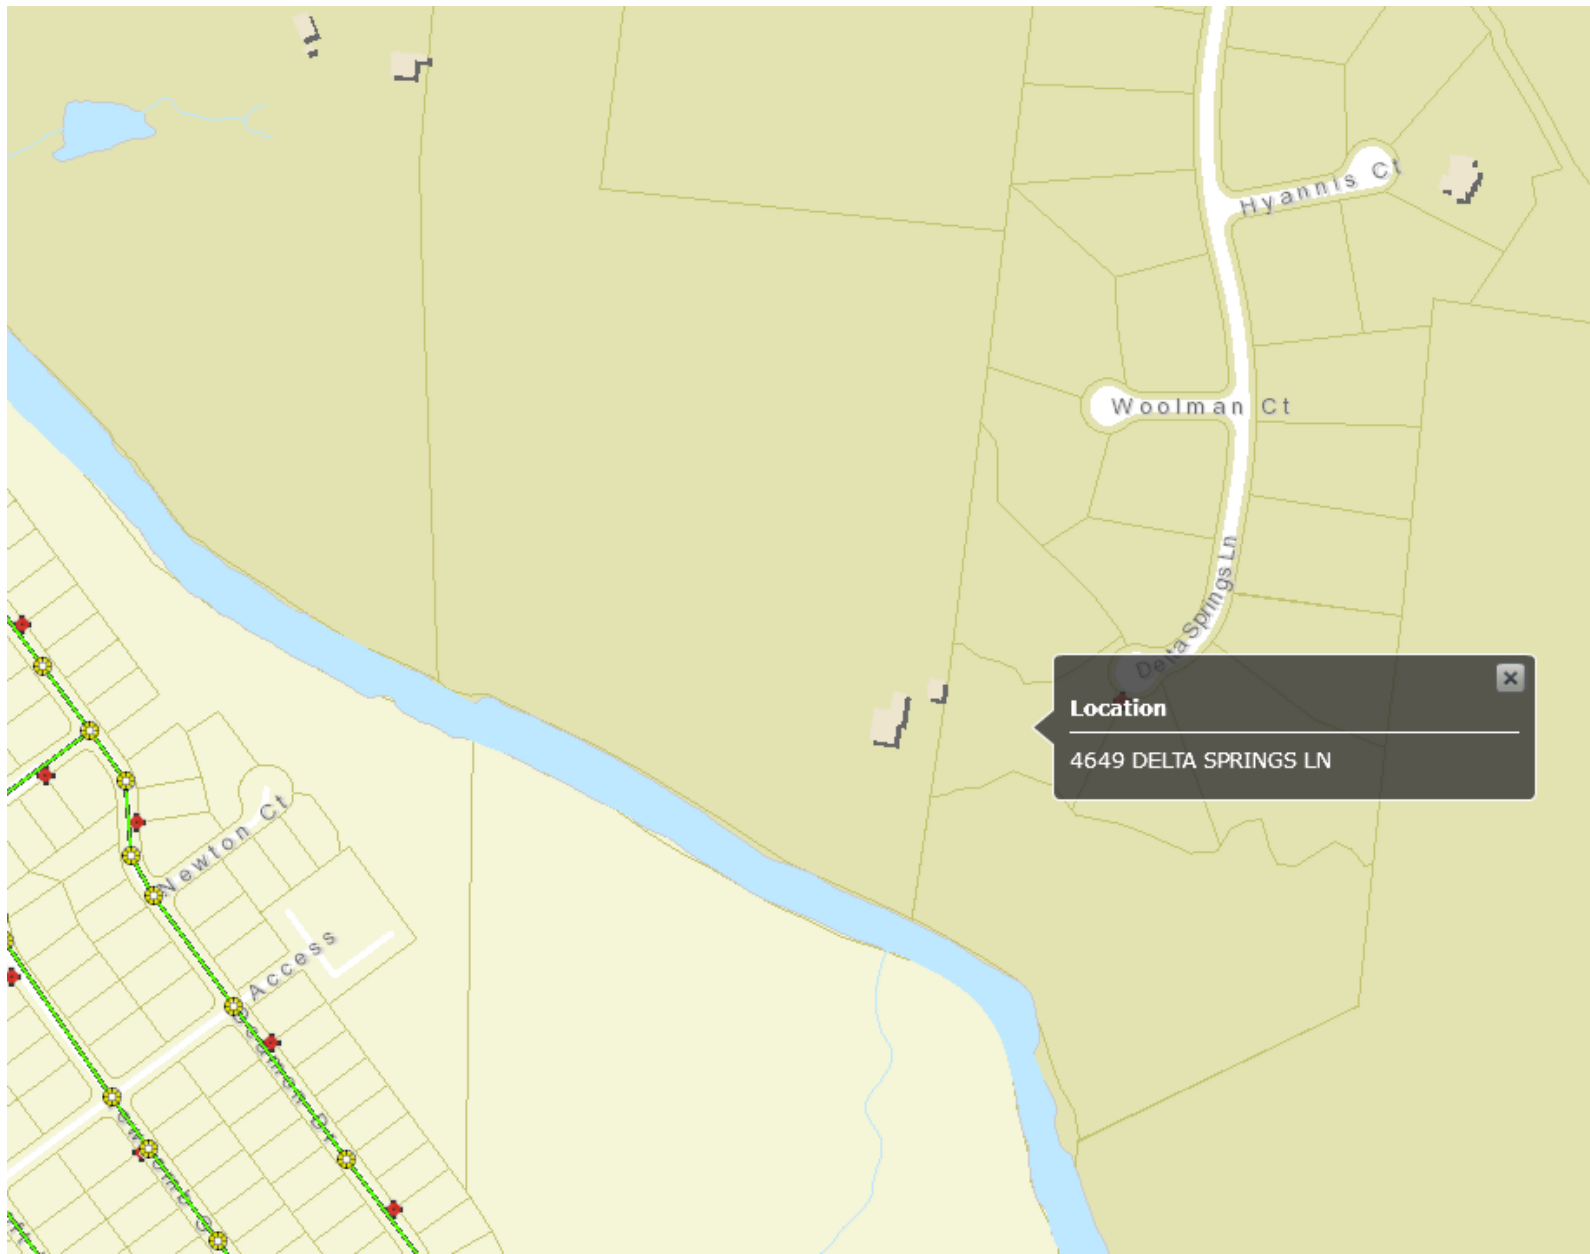 Hyannis Ct
Woolman Ct
Delta Springs Ln
Location
4649 DELTA SPRINGS LN
Newton Ct
Access